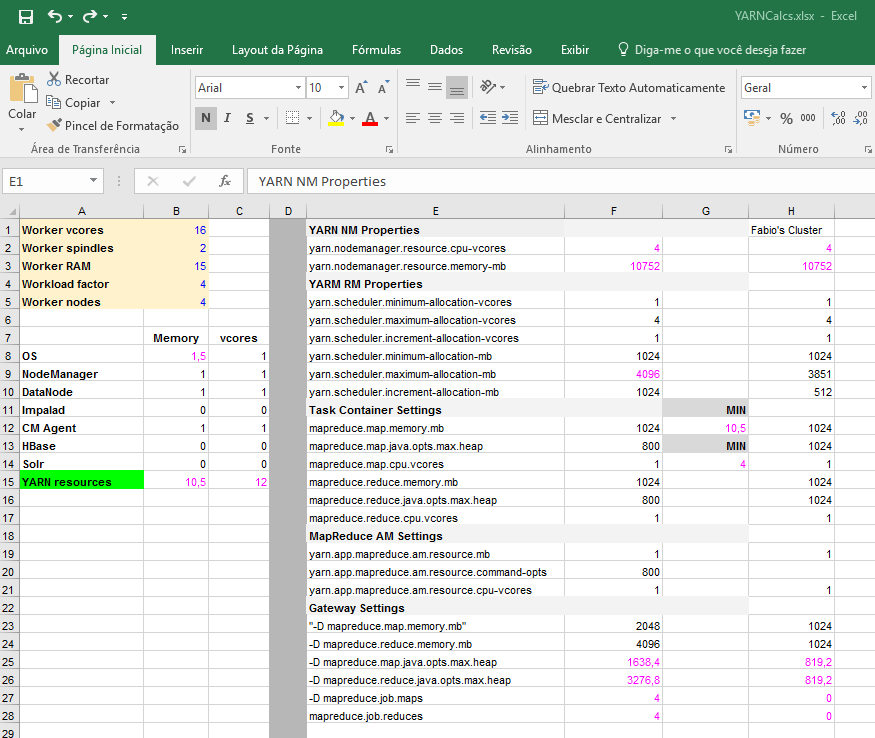 YARNCalcs.xlsx - Excel
Arquivo Página Inicial Inserir Layout da Página Fórmulas Dados Revisão Exibir Diga-me o que você deseja fazer
Colar
Recortar
Copiar
Pincel de Formatação
Área de Transferência
Arial 10 A A
N I S A
Fonte
Quebrar Texto Automaticamente
Mesclar e Centralizar
Alinhamento
Geral
% 000 ,00 ,00
Número
E1 fx YARN NM Properties
A B C D E F G H
1 Worker vcores 16 YARN NM Properties Fabio's Cluster
2 Worker spindles 2 yarn.nodemanager.resource.cpu-vcores 4 4
3 Worker RAM 15 yarn.nodemanager.resource.memory-mb 10752 10752
4 Workload factor 4 YARM RM Properties
5 Worker nodes 4 yarn.scheduler.minimum-allocation-vcores 1 1
6 yarn.scheduler.maximum-allocation-vcores 4 4
7 Memory vcores yarn.scheduler.increment-allocation-vcores 1 1
8 OS 1,5 1 yarn.scheduler.minimum-allocation-mb 1024 1024
9 NodeManager 1 1 yarn.scheduler.maximum-allocation-mb 4096 3851
10 DataNode 1 1 yarn.scheduler.increment-allocation-mb 1024 512
11 Impalad 0 0 Task Container Settings MIN
12 CM Agent 1 1 mapreduce.map.memory.mb 1024 10,5 1024
13 HBase 0 0 mapreduce.map.java.opts.max.heap 800 MIN 1024
14 Solr 0 0 mapreduce.map.cpu.vcores 1 4 1
15 YARN resources 10,5 12 mapreduce.reduce.memory.mb 1024 1024
16 mapreduce.reduce.java.opts.max.heap 800 1024
17 mapreduce.reduce.cpu.vcores 1 1
18 MapReduce AM Settings
19 yarn.app.mapreduce.am.resource.mb 1 1
20 yarn.app.mapreduce.am.resource.command-opts 800
21 yarn.app.mapreduce.am.resource.cpu-vcores 1 1
22 Gateway Settings
23 "-D mapreduce.map.memory.mb" 2048 1024
24 -D mapreduce.reduce.memory.mb 4096 1024
25 -D mapreduce.map.java.opts.max.heap 1638,4 819,2
26 -D mapreduce.reduce.java.opts.max.heap 3276,8 819,2
27 -D mapreduce.job.maps 4 0
28 mapreduce.job.reduces 4 0
29